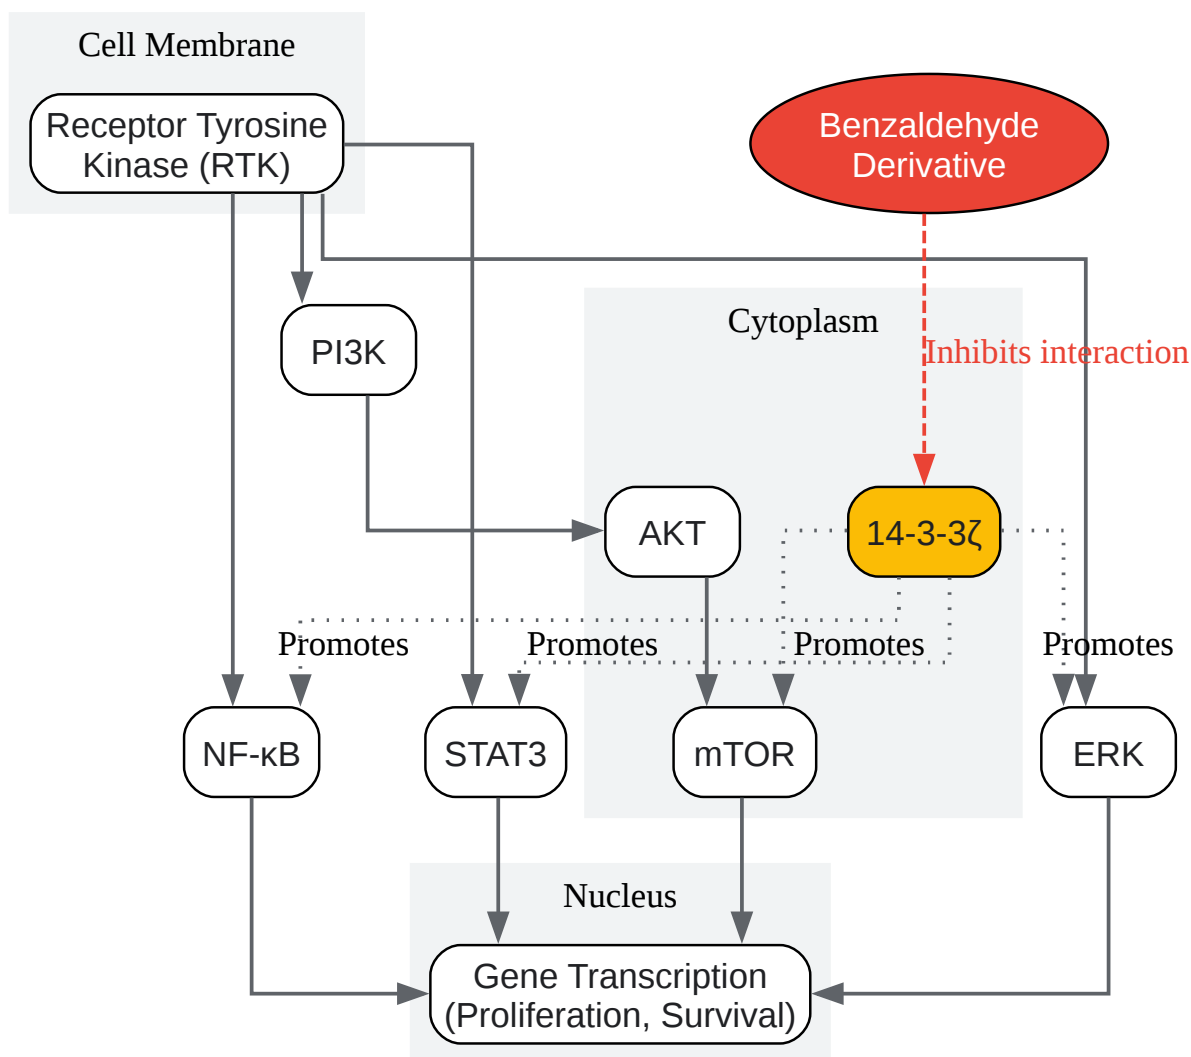 Cell Membrane
Receptor Tyrosine
Kinase (RTK)
Benzaldehyde
Derivative
Cytoplasm
PI3K
Inhibits interaction
AKT
14-3-3ζ
Promotes
Promotes
Promotes
Promotes
NF-κB
STAT3
mTOR
ERK
Nucleus
Gene Transcription
(Proliferation, Survival)